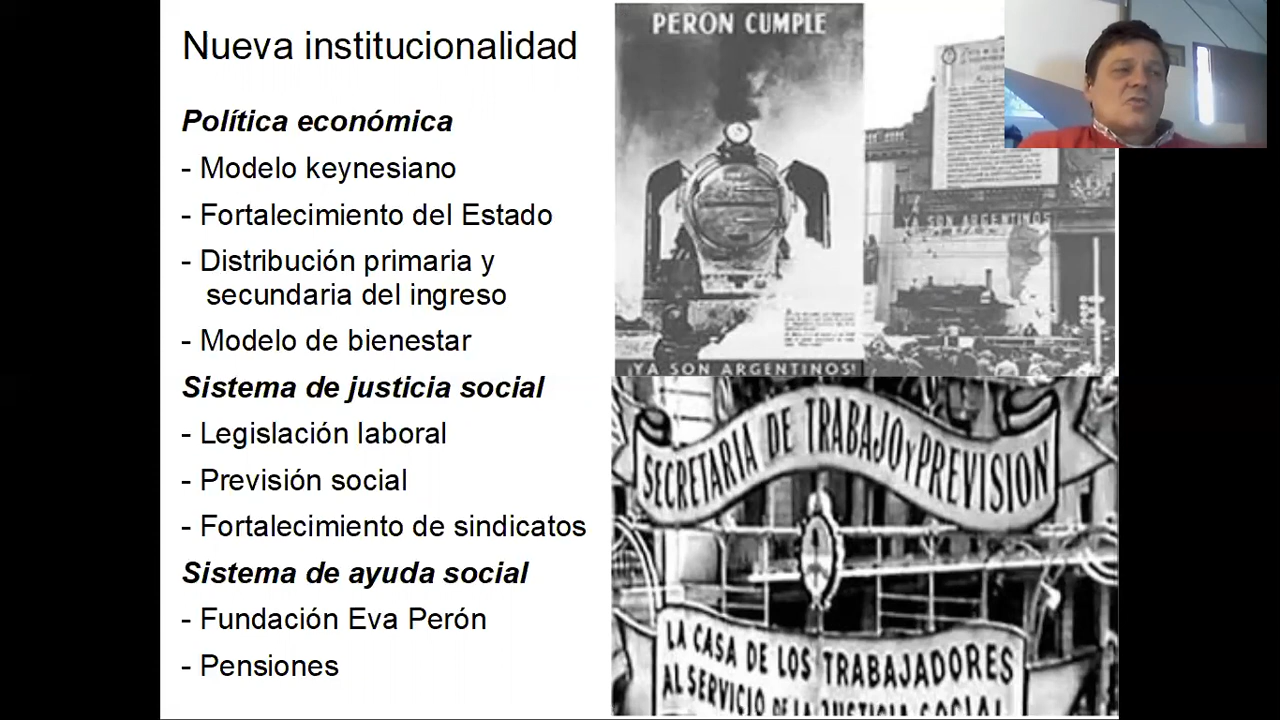 Nueva institucionalidad
Política económica
- Modelo keynesiano
- Fortalecimiento del Estado
- Distribución primaria y
secundaria del ingreso
- Modelo de bienestar
Sistema de justicia social
- Legislación laboral
- Previsión social
- Fortalecimiento de sindicatos
Sistema de ayuda social
- Fundación Eva Perón
- Pensiones
PERON CUMPLE
¡YA SON ARGENTINOS!
YA SON ARGENTINOS
SECRETARIA DE TRABAJO Y PREVISION
LA CASA DE LOS TRABAJADORES
AL SERVICIO DE LA JUSTICIA SOCIAL